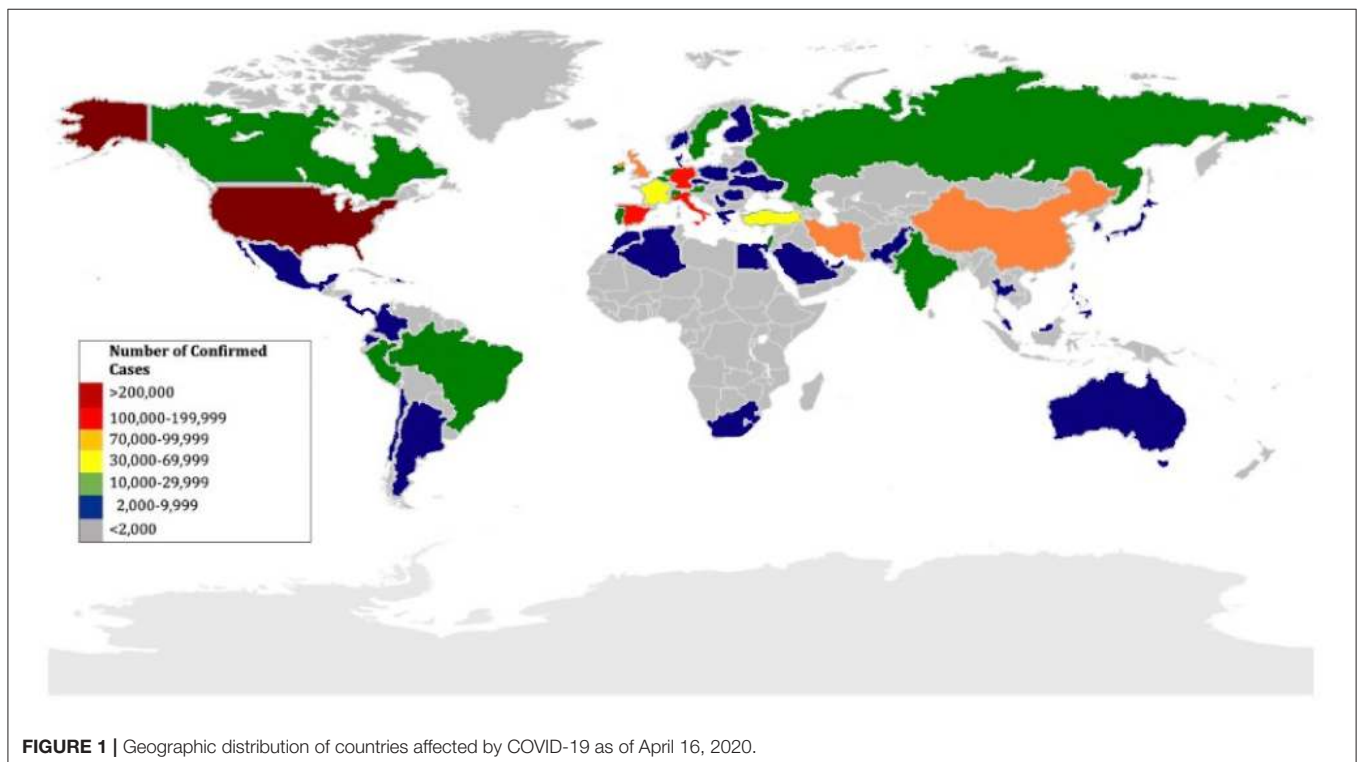 Number of Confirmed
Cases
>200,000
100,000-199,999
70,000-99,999
30,000-69,999
10,000-29,999
2,000-9,999
<2,000
FIGURE 1 | Geographic distribution of countries affected by COVID-19 as of April 16, 2020.